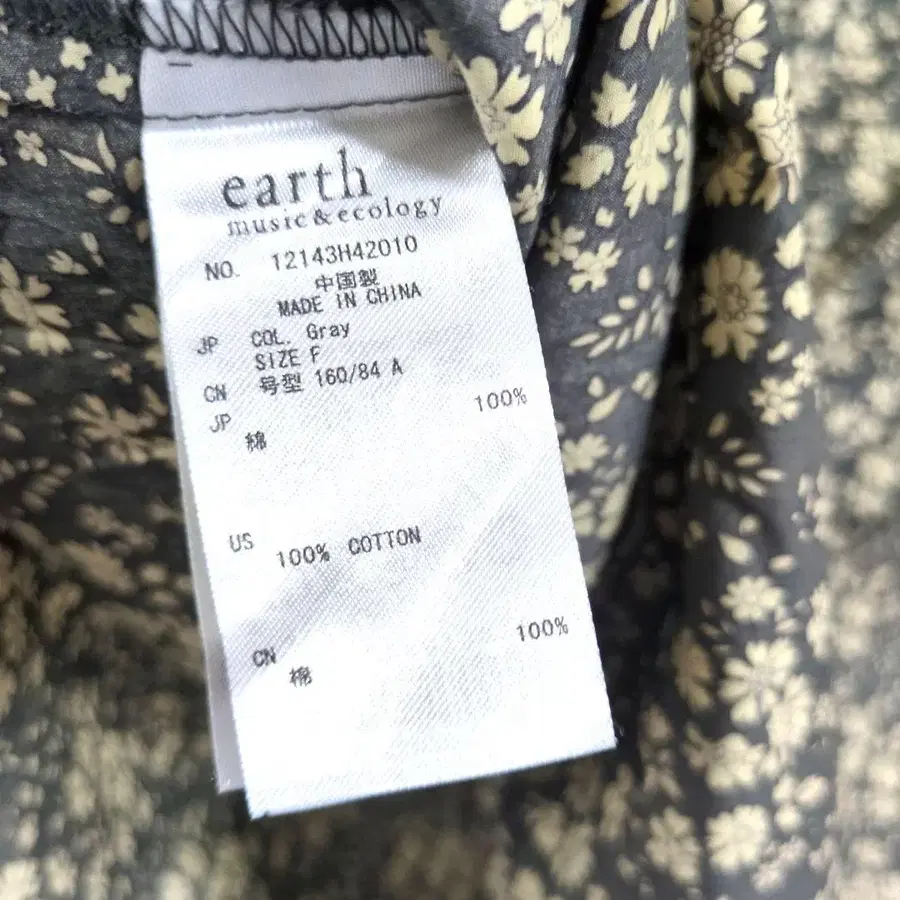 earth
music&ecology
NO. 12143H42010
中国製
MADE IN CHINA
JP COL. Gray
SIZE F
CN 号型 160/84 A
JP
綿 100%
US 100% COTTON
CN
棉 100%